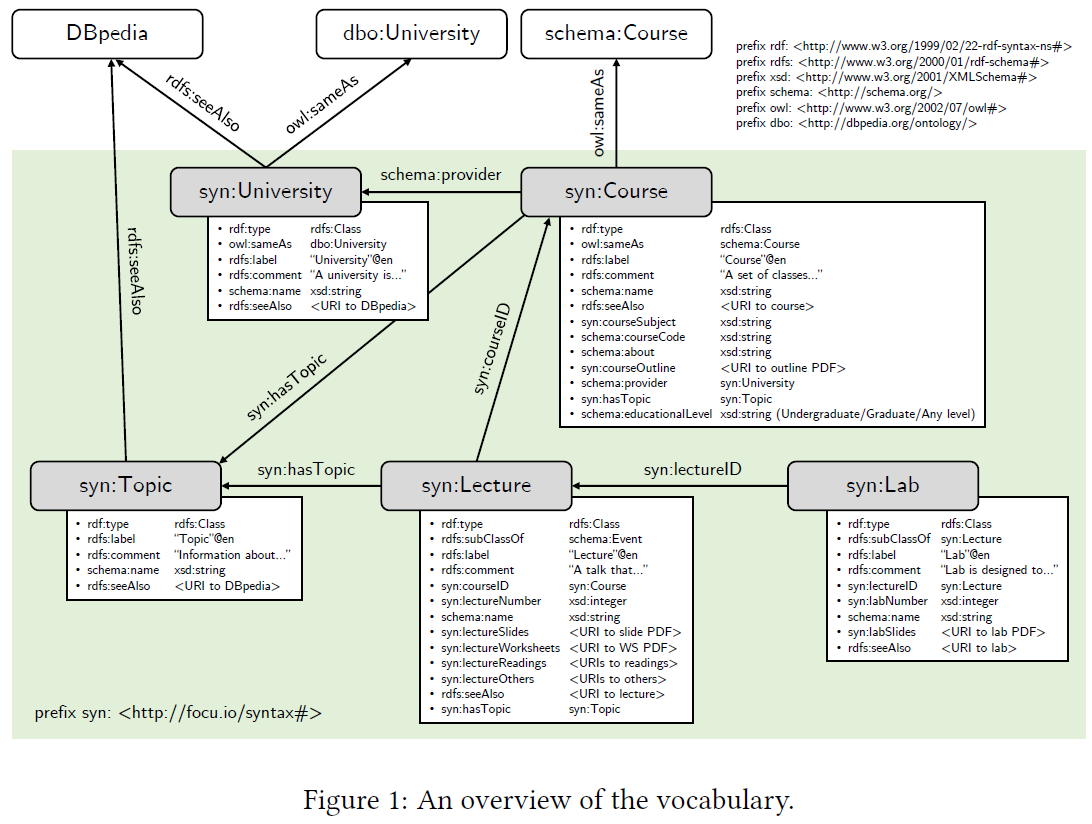 DBpedia
dbo:University
schema:Course
prefix rdf: <http://www.w3.org/1999/02/22-rdf-syntax-ns#>
prefix rdfs: <http://www.w3.org/2000/01/rdf-schema#>
prefix xsd: <http://www.w3.org/2001/XMLSchema#>
prefix schema: <http://schema.org/>
prefix owl: <http://www.w3.org/2002/07/owl#>
prefix dbo: <http://dbpedia.org/ontology/>
rdfs:seeAlso
owl:sameAs
owl:sameAs
syn:University
schema:provider
syn:Course
• rdf:type rdfs:Class
• owl:sameAs dbo:University
• rdfs:label “University”@en
• rdfs:comment “A university is...”
• schema:name xsd:string
• rdfs:seeAlso <URI to DBpedia>
• rdf:type rdfs:Class
• owl:sameAs schema:Course
• rdfs:label “Course”@en
• rdfs:comment “A set of classes...”
• schema:name xsd:string
• rdfs:seeAlso <URI to course>
• syn:courseSubject xsd:string
• schema:courseCode xsd:string
• schema:about xsd:string
• syn:courseOutline <URI to outline PDF>
• schema:provider syn:University
• syn:hasTopic syn:Topic
• schema:educationalLevel xsd:string (Undergraduate/Graduate/Any level)
rdfs:seeAlso
syn:hasTopic
syn:courseID
syn:Topic
syn:hasTopic
syn:Lecture
syn:lectureID
syn:Lab
• rdf:type rdfs:Class
• rdfs:label “Topic”@en
• rdfs:comment “Information about...”
• schema:name xsd:string
• rdfs:seeAlso <URI to DBpedia>
• rdf:type rdfs:Class
• rdfs:subClassOf schema:Event
• rdfs:label “Lecture”@en
• rdfs:comment “A talk that...”
• syn:courseID syn:Course
• syn:lectureNumber xsd:integer
• schema:name xsd:string
• syn:lectureSlides <URI to slide PDF>
• syn:lectureWorksheets <URI to WS PDF>
• syn:lectureReadings <URIs to readings>
• syn:lectureOthers <URIs to others>
• rdfs:seeAlso <URI to lecture>
• syn:hasTopic syn:Topic
• rdf:type rdfs:Class
• rdfs:subClassOf syn:Lecture
• rdfs:label “Lab”@en
• rdfs:comment “Lab is designed to...”
• syn:lectureID syn:Lecture
• syn:labNumber xsd:integer
• schema:name xsd:string
• syn:labSlides <URI to lab PDF>
• rdfs:seeAlso <URI to lab>
prefix syn: <http://focu.io/syntax#>
Figure 1: An overview of the vocabulary.